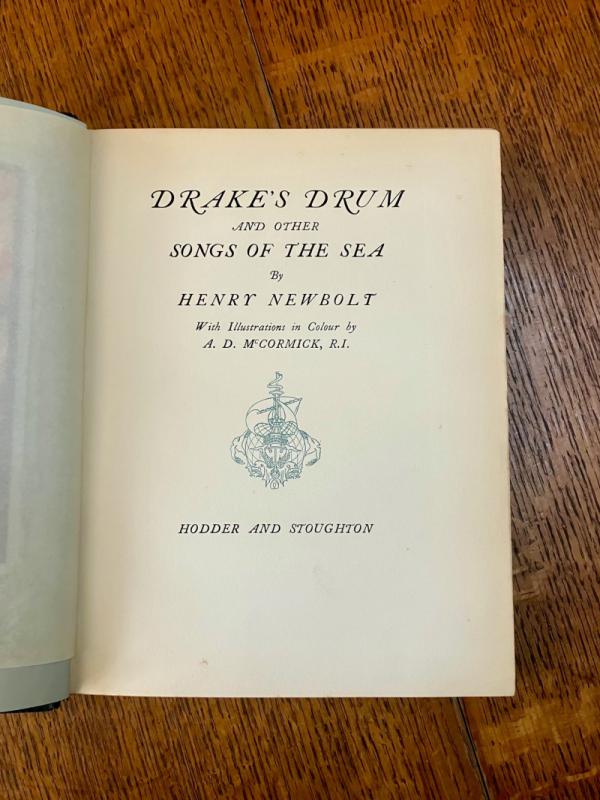 DRAKE'S DRUM
AND OTHER
SONGS OF THE SEA
By
HENRY NEWBOLT
With Illustrations in Colour by
A. D. McCORMICK, R.I.
HODDER AND STOUGHTON